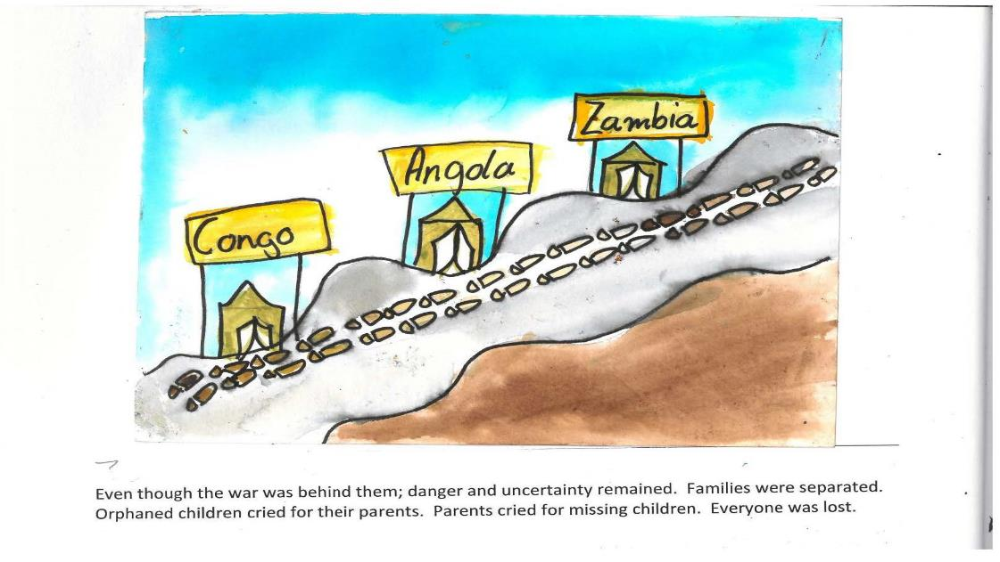 Zambia
Angola
Congo
Even though the war was behind them; danger and uncertainty remained.  Families were separated.
Orphaned children cried for their parents.  Parents cried for missing children.  Everyone was lost.